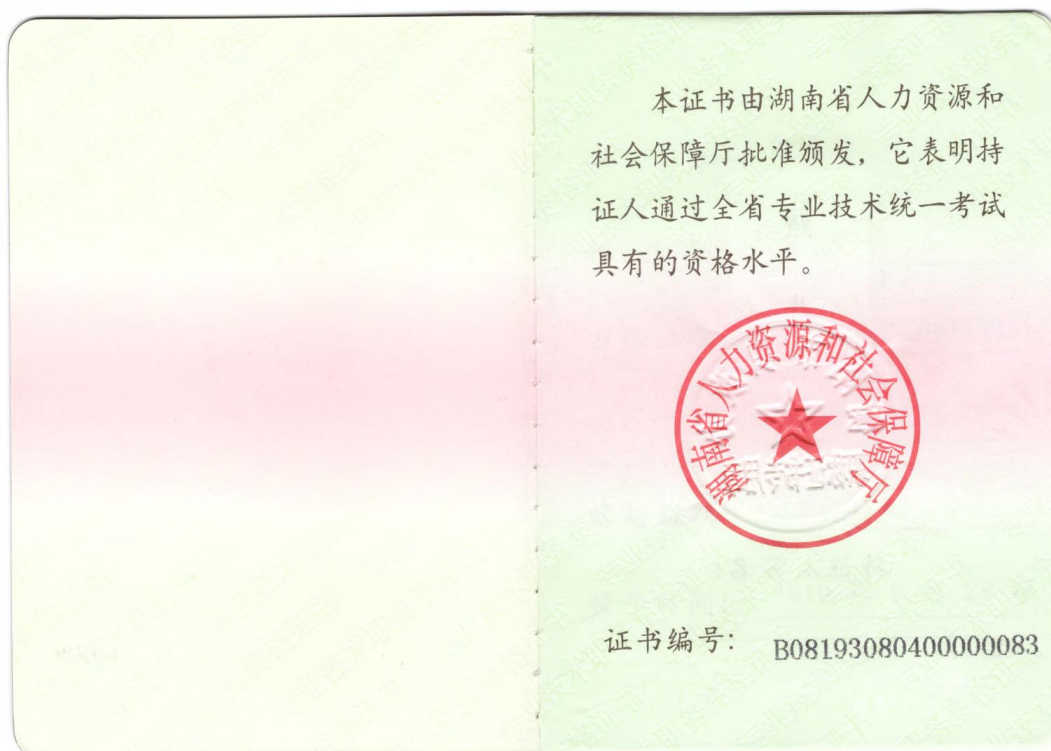 本证书由湖南省人力资源和
社会保障厅批准颁发，它表明持
证人通过全省专业技术统一考试
具有的资格水平。
湖南省人力资源和社会保障厅
证书编号： B08193080400000083